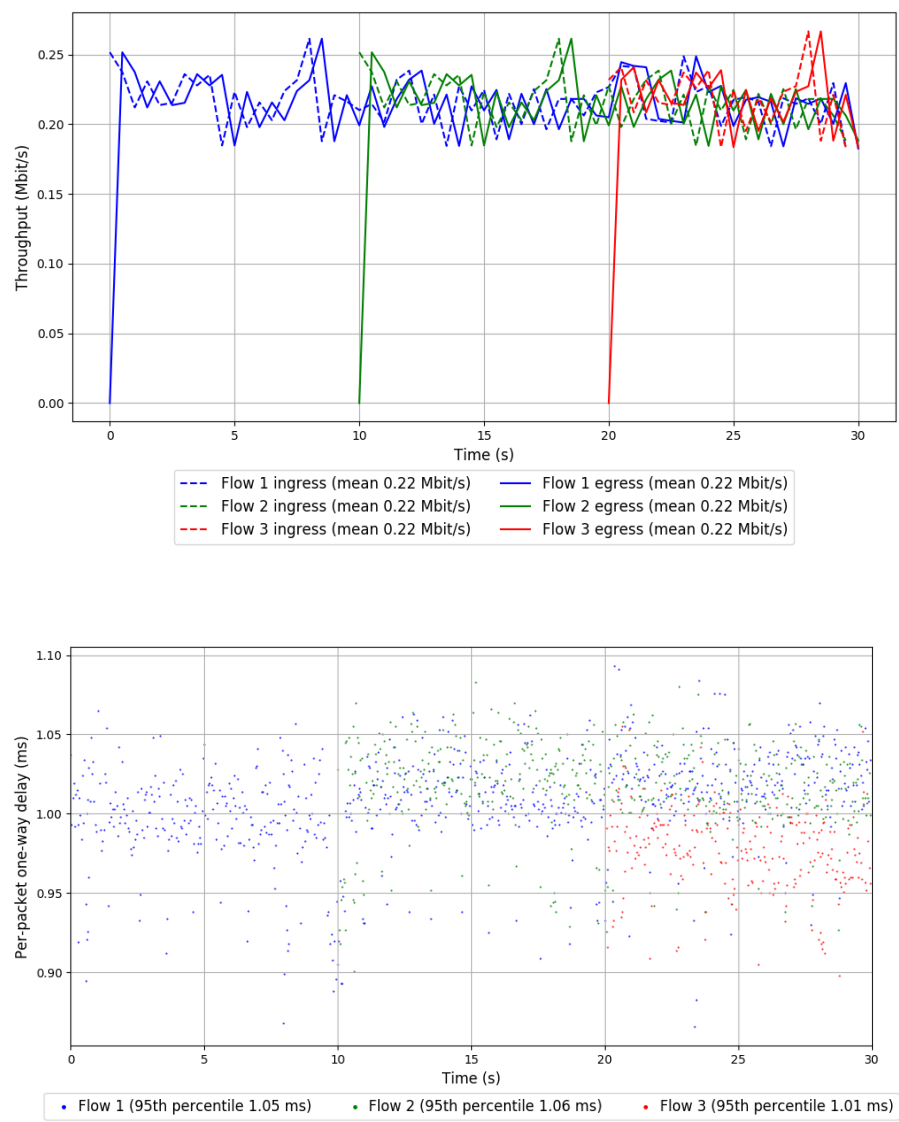 0.25
0.20
0.15
0.10
0.05
0.00
Throughput (Mbit/s)
0 5 10 15 20 25 30
Time (s)
Flow 1 ingress (mean 0.22 Mbit/s) Flow 1 egress (mean 0.22 Mbit/s)
Flow 2 ingress (mean 0.22 Mbit/s) Flow 2 egress (mean 0.22 Mbit/s)
Flow 3 ingress (mean 0.22 Mbit/s) Flow 3 egress (mean 0.22 Mbit/s)
1.10
1.05
1.00
0.95
0.90
Per-packet one-way delay (ms)
0 5 10 15 20 25 30
Time (s)
Flow 1 (95th percentile 1.05 ms) Flow 2 (95th percentile 1.06 ms) Flow 3 (95th percentile 1.01 ms)